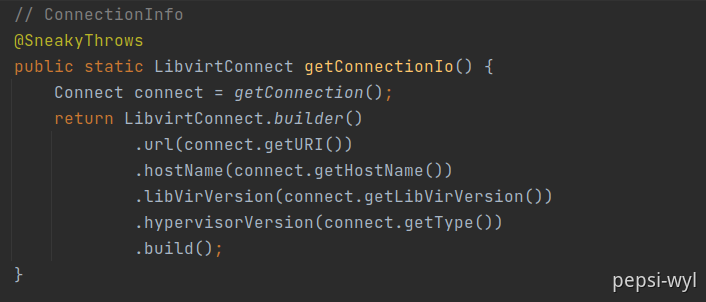 // ConnectionInfo
@SneakyThrows
public static LibvirtConnect getConnectionIo() {
    Connect connect = getConnection();
    return LibvirtConnect.builder()
            .url(connect.getURI())
            .hostName(connect.getHostName())
            .libVirVersion(connect.getLibVirVersion())
            .hypervisorVersion(connect.getType())
            .build();
}
pepsi-wyl